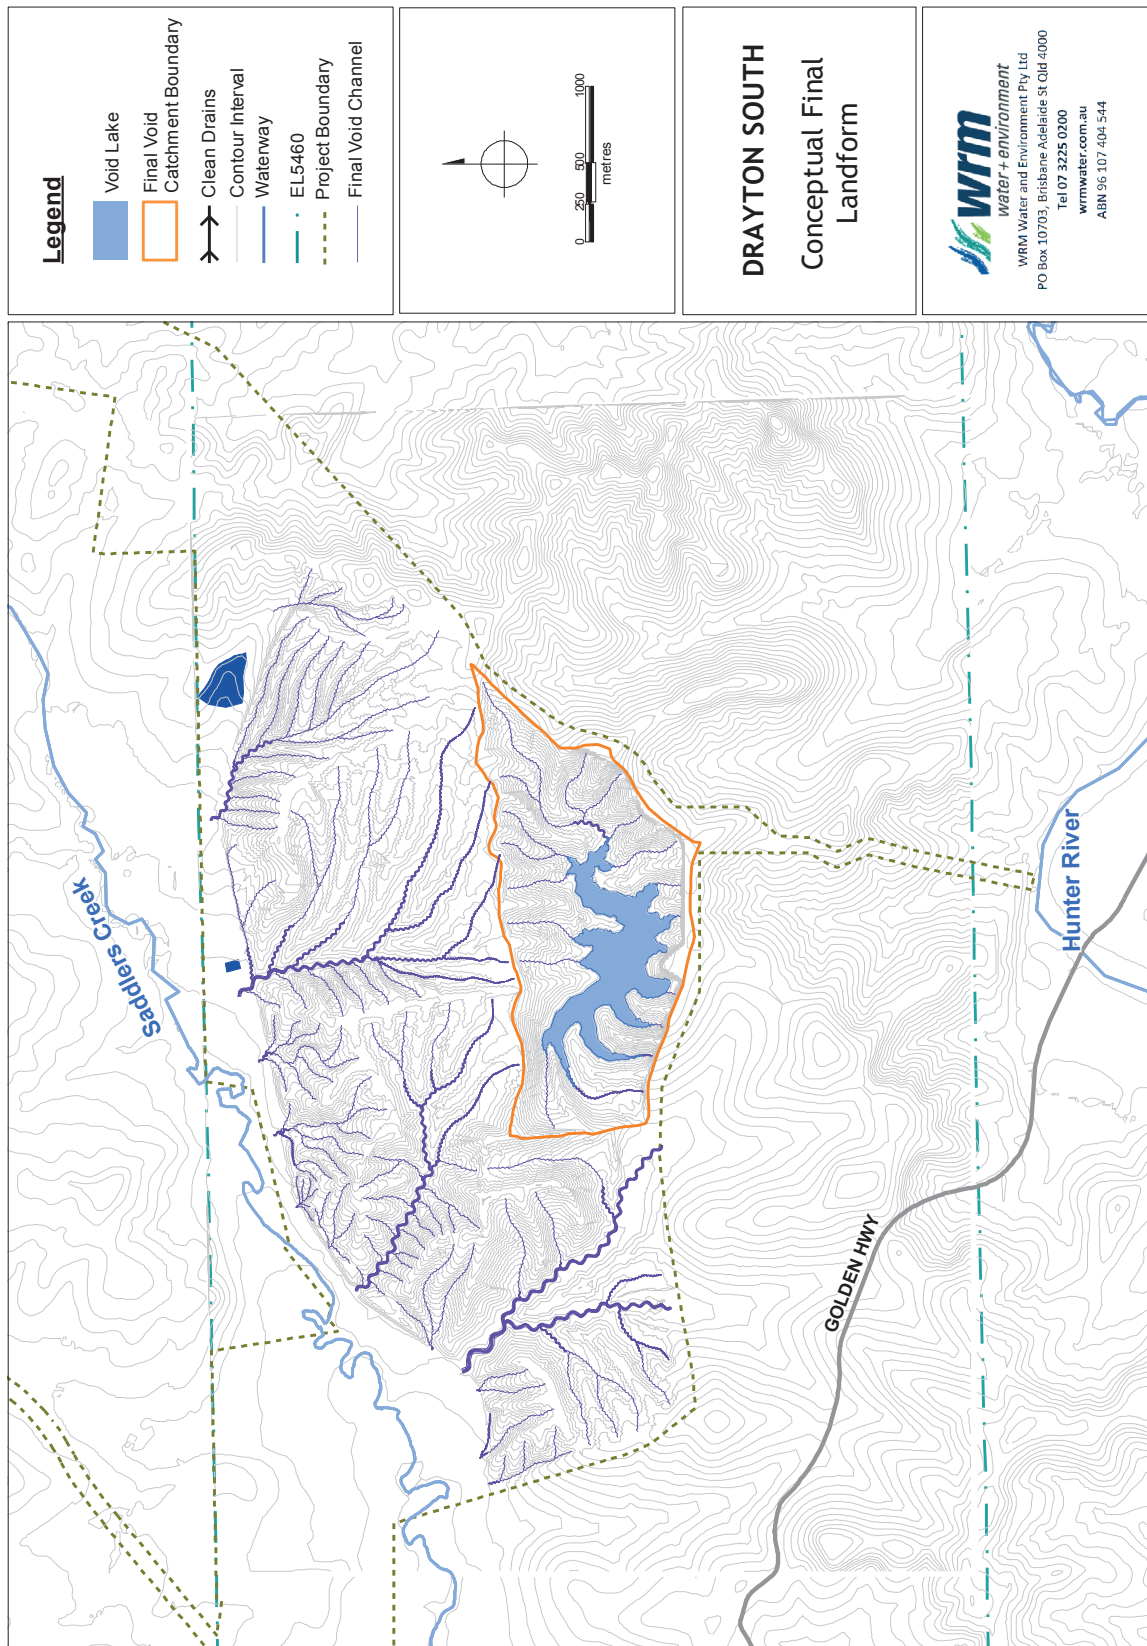 Legend
Void Lake
Final Void
Catchment Boundary
Clean Drains
Contour Interval
Waterway
EL5460
Project Boundary
Final Void Channel
0 250 500 1000
metres
DRAYTON SOUTH
Conceptual Final
Landform
wrm
water + environment
WRM Water and Environment Pty Ltd
PO Box 10703, Brisbane Adelaide St Qld 4000
Tel 07 3225 0200
wrmwater.com.au
ABN 96 107 404 544
Saddlers Creek
Hunter River
GOLDEN HWY